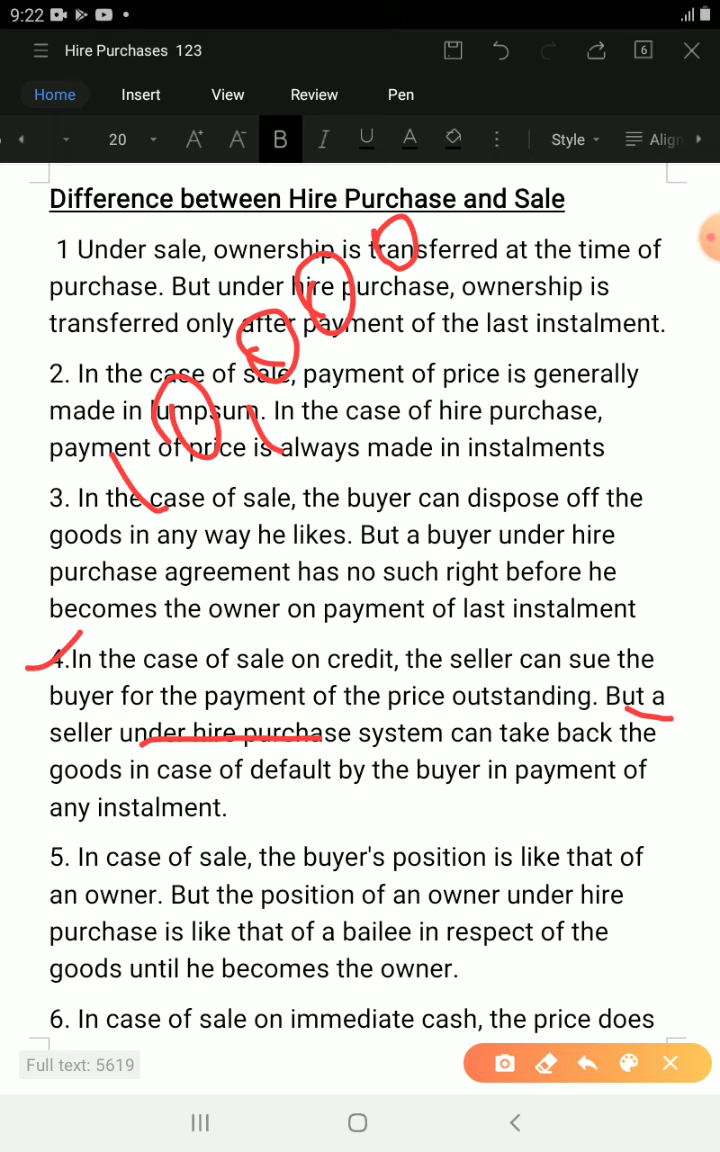 9:22
Hire Purchases 123
6
Home Insert View Review Pen
20 A+ A- B I U A Style Align
Difference between Hire Purchase and Sale
1 Under sale, ownership is transferred at the time of
purchase. But under hire purchase, ownership is
transferred only after payment of the last instalment.
2. In the case of sale, payment of price is generally
made in lumpsum. In the case of hire purchase,
payment of price is always made in instalments
3. In the case of sale, the buyer can dispose off the
goods in any way he likes. But a buyer under hire
purchase agreement has no such right before he
becomes the owner on payment of last instalment
4.In the case of sale on credit, the seller can sue the
buyer for the payment of the price outstanding. But a
seller under hire purchase system can take back the
goods in case of default by the buyer in payment of
any instalment.
5. In case of sale, the buyer's position is like that of
an owner. But the position of an owner under hire
purchase is like that of a bailee in respect of the
goods until he becomes the owner.
6. In case of sale on immediate cash, the price does
Full text: 5619
10,000